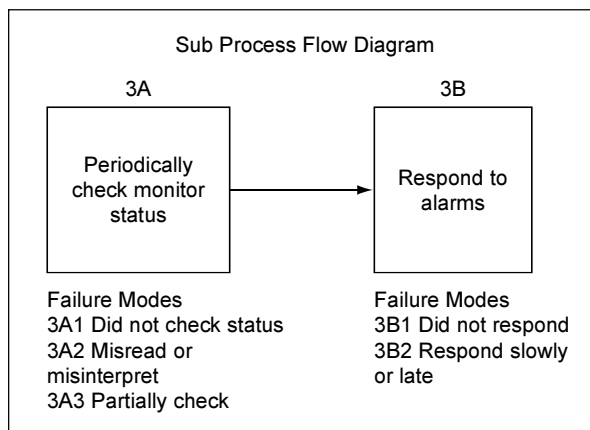 Sub Process Flow Diagram
3A
Periodically
check monitor
status
Failure Modes
3A1 Did not check status
3A2 Misread or
misinterpret
3A3 Partially check
3B
Respond to
alarms
Failure Modes
3B1 Did not respond
3B2 Respond slowly
or late